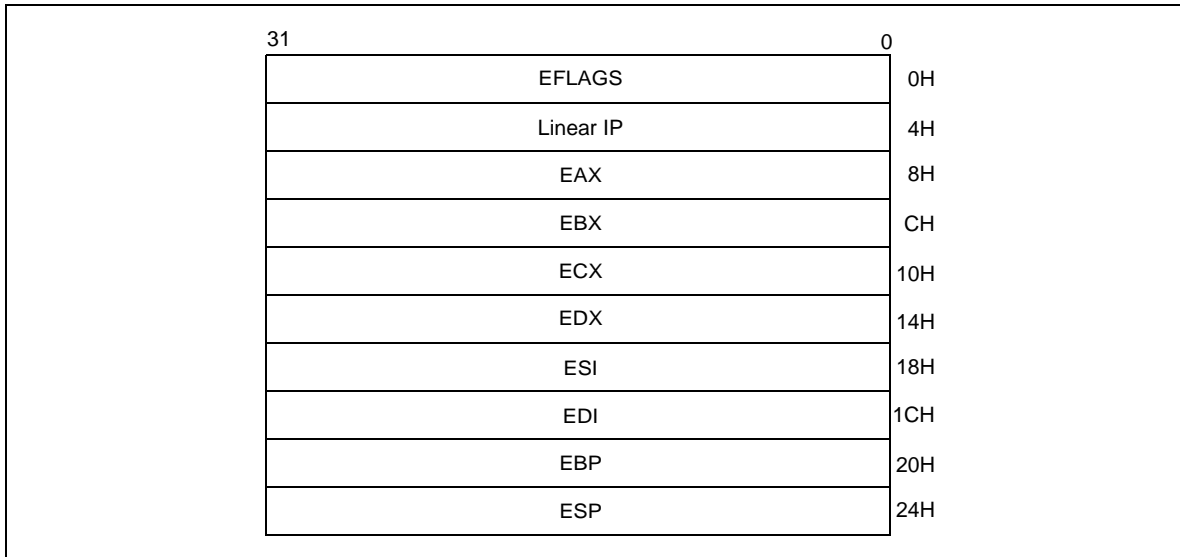 31 0
EFLAGS 0H
Linear IP 4H
EAX 8H
EBX CH
ECX 10H
EDX 14H
ESI 18H
EDI 1CH
EBP 20H
ESP 24H